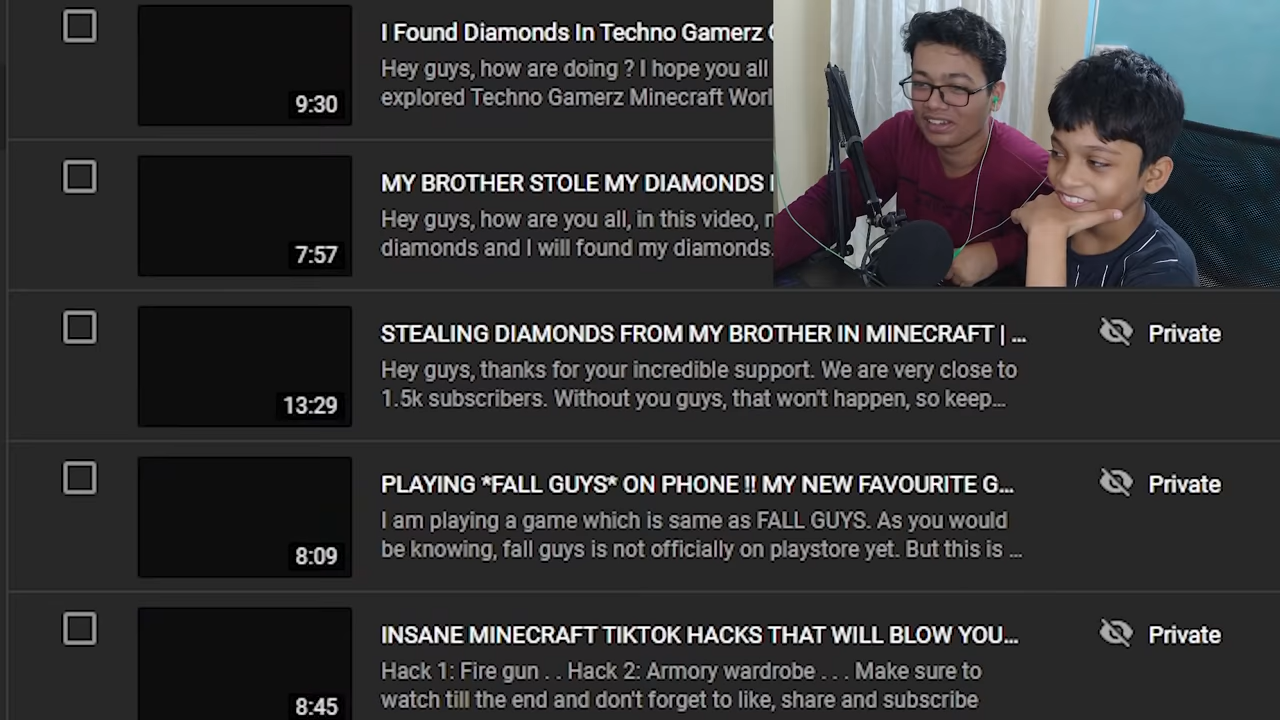 I Found Diamonds In Techno Gamerz
Hey guys, how are doing ? I hope you all
explored Techno Gamerz Minecraft Worl
9:30
MY BROTHER STOLE MY DIAMONDS
Hey guys, how are you all, in this video,
diamonds and I will found my diamonds.
7:57
STEALING DIAMONDS FROM MY BROTHER IN MINECRAFT | ...
Private
Hey guys, thanks for your incredible support. We are very close to
1.5k subscribers. Without you guys, that won't happen, so keep...
13:29
PLAYING *FALL GUYS* ON PHONE !! MY NEW FAVOURITE G...
Private
I am playing a game which is same as FALL GUYS. As you would
be knowing, fall guys is not officially on playstore yet. But this is ...
8:09
INSANE MINECRAFT TIKTOK HACKS THAT WILL BLOW YOU...
Private
Hack 1: Fire gun . . Hack 2: Armory wardrobe . . . Make sure to
watch till the end and don't forget to like, share and subscribe
8:45